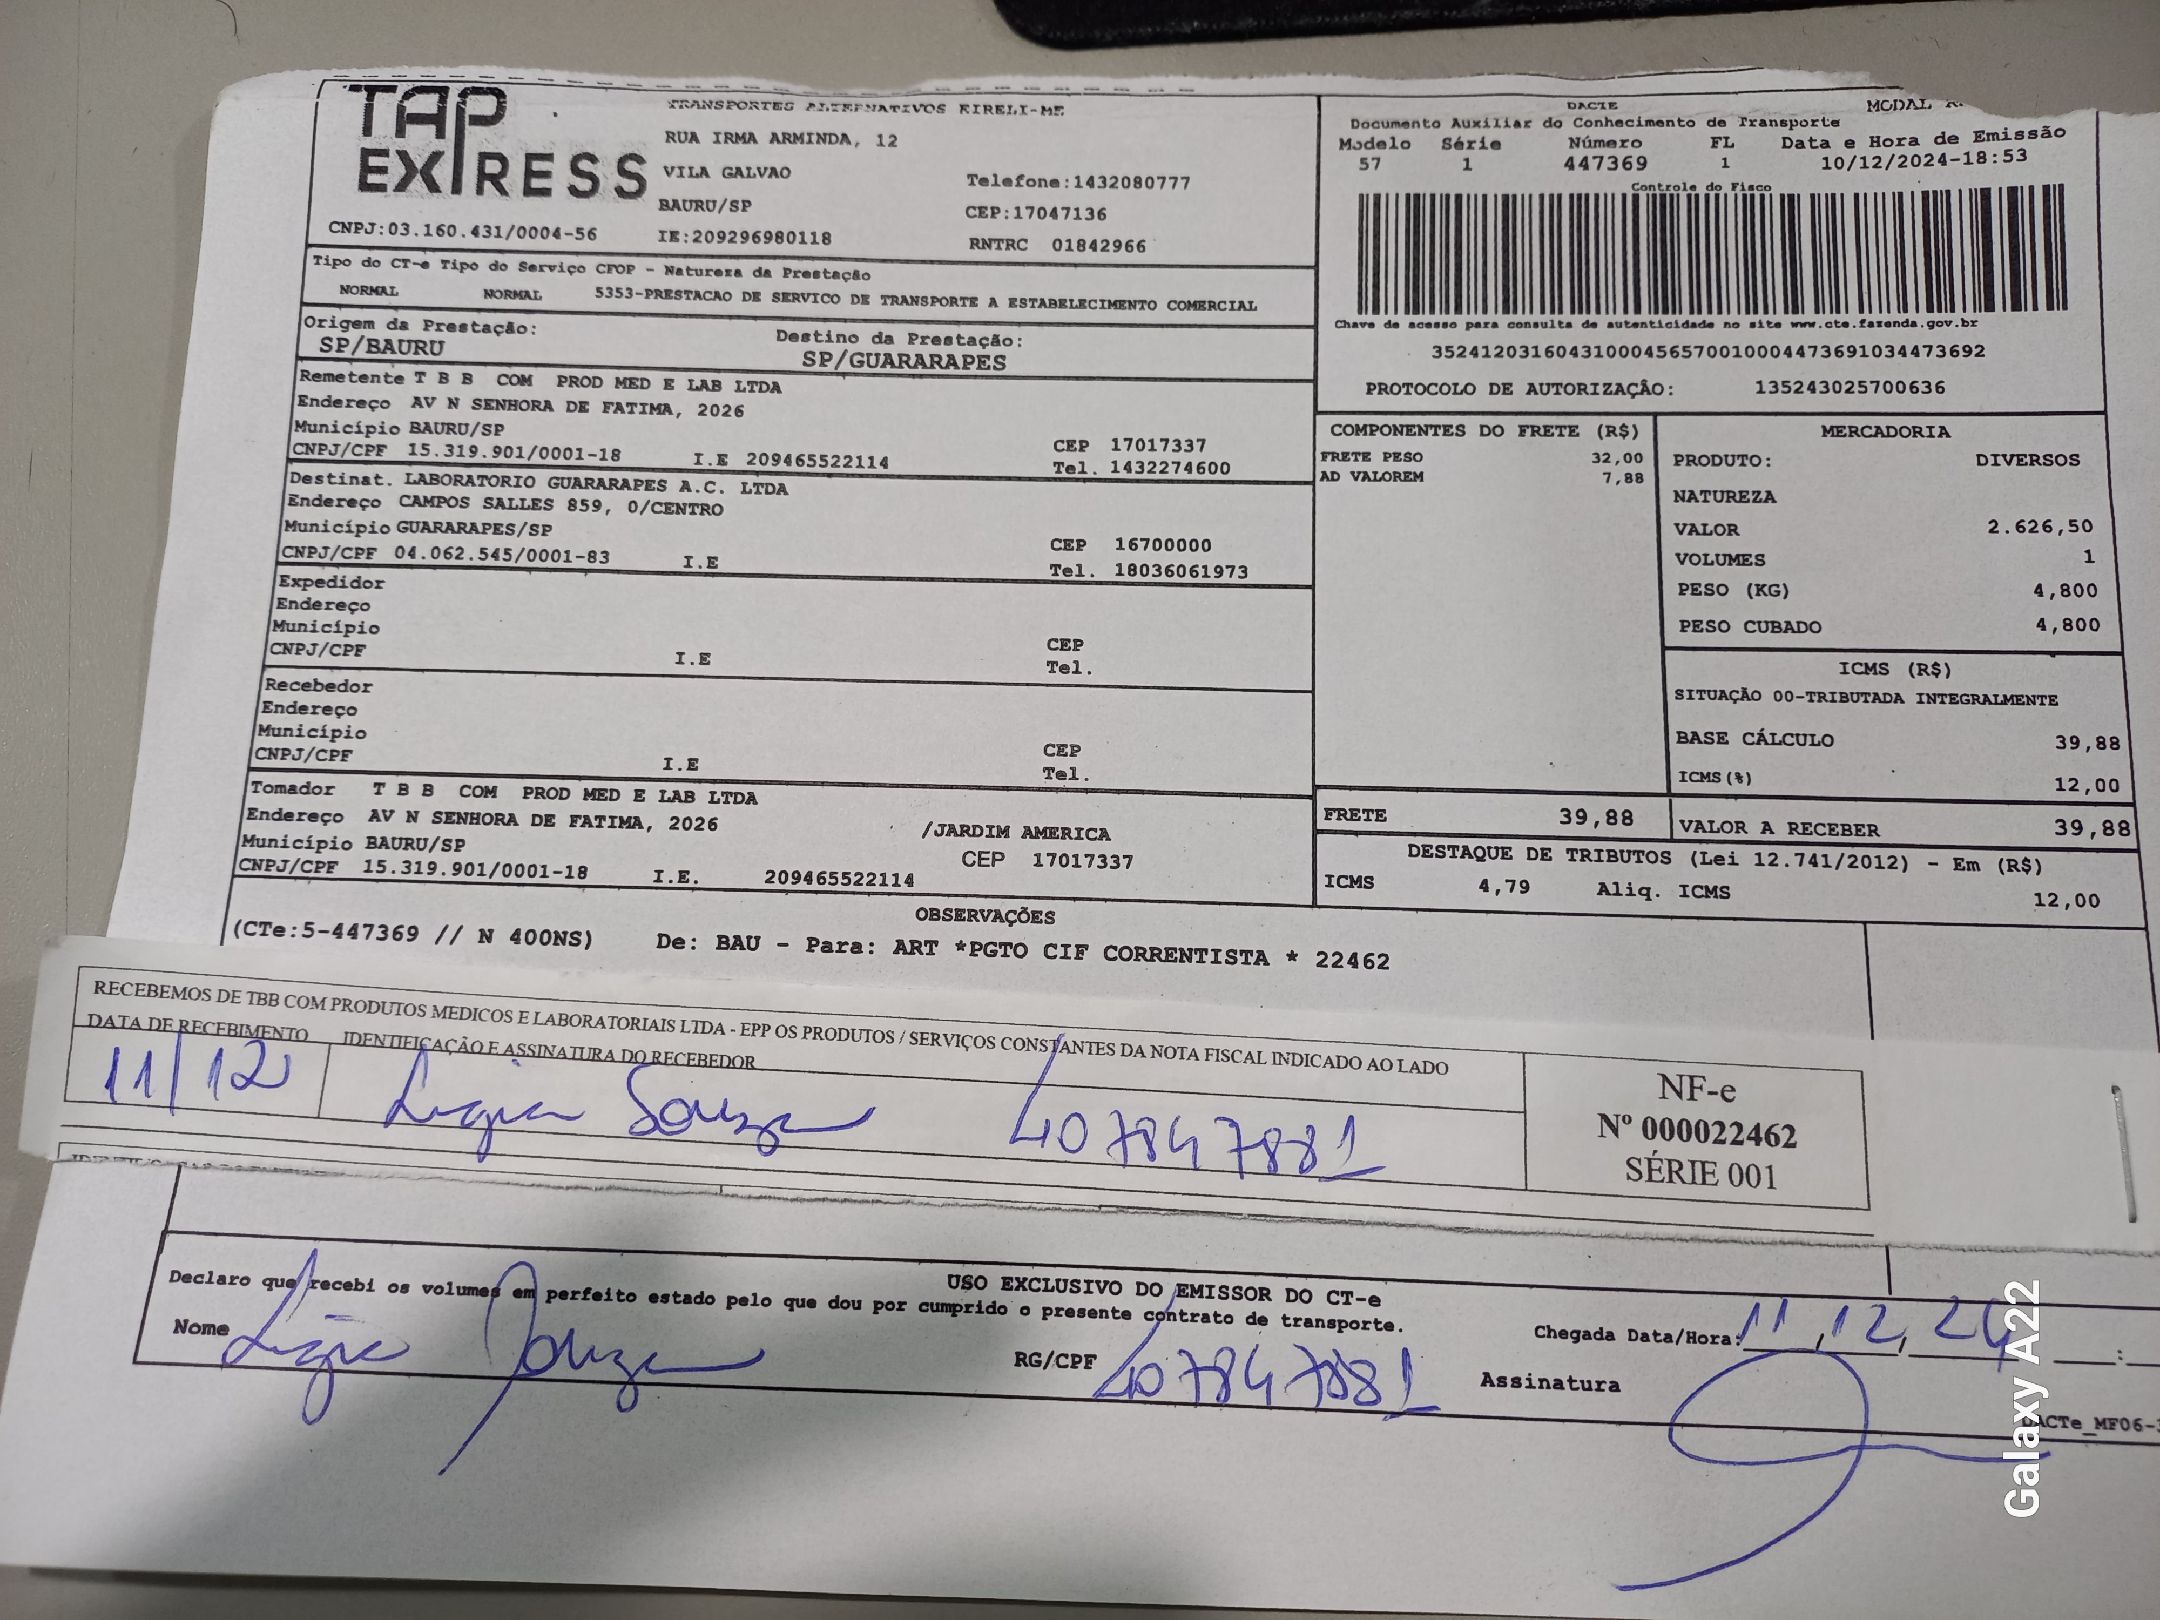 TAP EXPRESS
TRANSPORTES ALTERNATIVOS EIRELI-ME
RUA IRMA ARMINDA, 12
VILA GALVAO
Telefone:1432080777
BAURU/SP
CEP:17047136
CNPJ:03.160.431/0004-56
IE:209296980118
RNTRC 01842966
DACTE
MODAL
Documento Auxiliar do Conhecimento de Transporte
Modelo Série Número FL Data e Hora de Emissão
57 1 447369 1 10/12/2024-18:53
Controle do Fisco
Chave de acesso para consulta de autenticidade no site www.cte.fazenda.gov.br
35241203160431000456570010004473691034473692
PROTOCOLO DE AUTORIZAÇÃO: 135243025700636
Tipo do CT-e Tipo do Serviço CFOP - Natureza da Prestação
NORMAL NORMAL 5353-PRESTACAO DE SERVICO DE TRANSPORTE A ESTABELECIMENTO COMERCIAL
Origem da Prestação: Destino da Prestação:
SP/BAURU SP/GUARARAPES
Remetente T B B COM PROD MED E LAB LTDA
Endereço AV N SENHORA DE FATIMA, 2026
Município BAURU/SP CEP 17017337
CNPJ/CPF 15.319.901/0001-18 I.E 209465522114 Tel. 1432274600
Destinat. LABORATORIO GUARARAPES A.C. LTDA
Endereço CAMPOS SALLES 859, 0/CENTRO
Município GUARARAPES/SP CEP 16700000
CNPJ/CPF 04.062.545/0001-83 I.E Tel. 18036061973
Expedidor
Endereço
Município CEP
CNPJ/CPF I.E Tel.
Recebedor
Endereço
Município CEP
CNPJ/CPF I.E Tel.
Tomador T B B COM PROD MED E LAB LTDA
Endereço AV N SENHORA DE FATIMA, 2026 /JARDIM AMERICA
Município BAURU/SP CEP 17017337
CNPJ/CPF 15.319.901/0001-18 I.E. 209465522114
COMPONENTES DO FRETE (R$)
FRETE PESO 32,00
AD VALOREM 7,88
MERCADORIA
PRODUTO: DIVERSOS
NATUREZA
VALOR 2.626,50
VOLUMES 1
PESO (KG) 4,800
PESO CUBADO 4,800
ICMS (R$)
SITUAÇÃO 00-TRIBUTADA INTEGRALMENTE
BASE CÁLCULO 39,88
ICMS(%) 12,00
FRETE 39,88 VALOR A RECEBER 39,88
DESTAQUE DE TRIBUTOS (Lei 12.741/2012) - Em (R$)
ICMS 4,79 Aliq. ICMS 12,00
OBSERVAÇÕES
(CTe:5-447369 // N 400NS) De: BAU - Para: ART *PGTO CIF CORRENTISTA * 22462
RECEBEMOS DE TBB COM PRODUTOS MEDICOS E LABORATORIAIS LTDA - EPP OS PRODUTOS / SERVIÇOS CONSTANTES DA NOTA FISCAL INDICADO AO LADO
DATA DE RECEBIMENTO IDENTIFICAÇÃO E ASSINATURA DO RECEBEDOR
11/12 Ligia Souza 407847881
NF-e
Nº 000022462
SÉRIE 001
USO EXCLUSIVO DO EMISSOR DO CT-e
Declaro que recebi os volumes em perfeito estado pelo que dou por cumprido o presente contrato de transporte.
Nome Ligia Souza RG/CPF 407847881
Chegada Data/Hora: 11,12,24 :
Assinatura
DACTe_MF06-
Galaxy A22